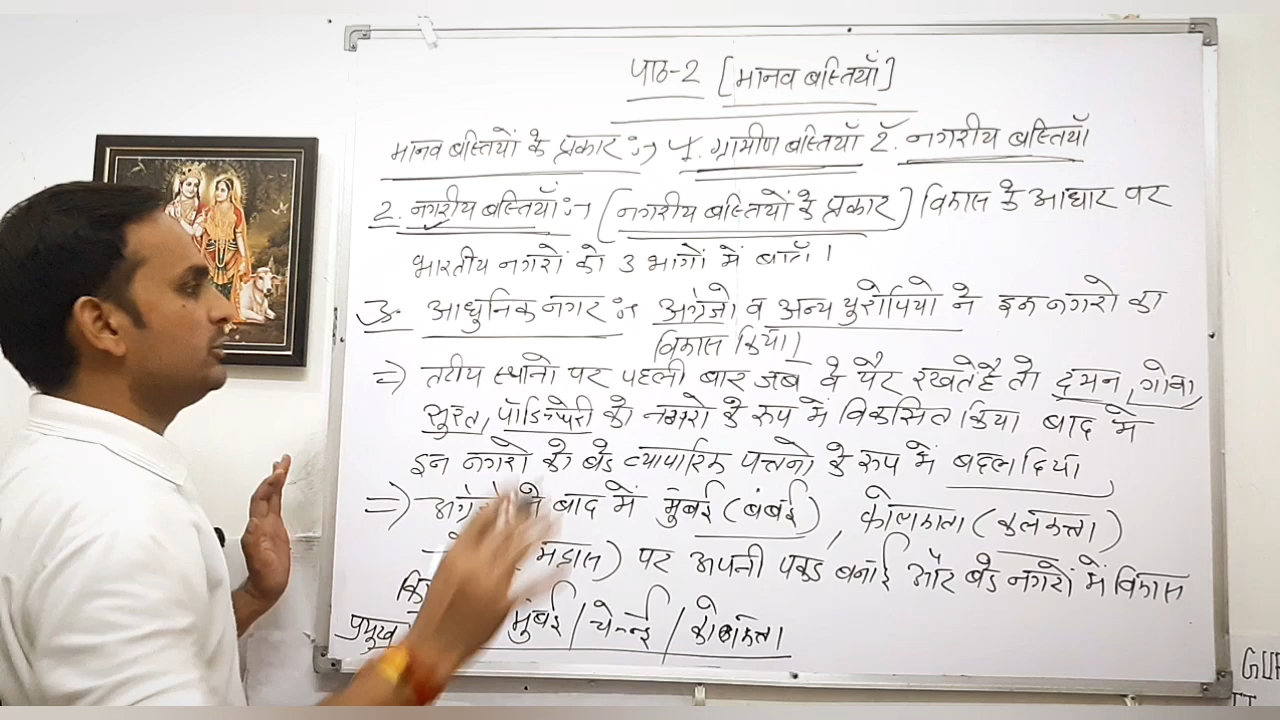 पाठ-2 [मानव बस्तियाँ]
मानव बस्तियों के प्रकार :→ 1. ग्रामीण बस्तियाँ 2. नगरीय बस्तियाँ
2. नगरीय बस्तियाँ :→ [नगरीय बस्तियों के प्रकार] विकास के आधार पर
भारतीय नगरों को 3 भागों में बाटाँ।
3. आधुनिक नगर :→ अंग्रेजो व अन्य युरोपियो ने इन नगरो का
विकास किया।
=> तटीय स्थानो पर पहली बार जब वे पैर रखते है तो दमन, गोवा
सुरत, पॉडिच्चेरी को नगरो के रूप में विकसित किया बाद मे
इन नगरो को बडे व्यापारिक पत्तनो के रूप में बदल दिया
=> बाद में मुंबई (बंबई), कोलकाता (कलकत्ता)
मद्रास) पर अपनी पकड बनाई और बडे नगरों में विकास
प्रमुख मुंबई / चेन्नई / कोलकता
GUR